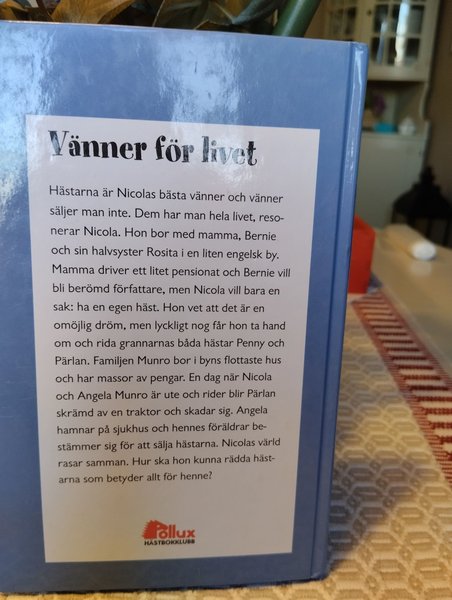 Vänner för livet
Hästarna är Nicolas bästa vänner och vänner
säljer man inte. Dem har man hela livet, reso-
nerar Nicola. Hon bor med mamma, Bernie
och sin halvsyster Rosita i en liten engelsk by.
Mamma driver ett litet pensionat och Bernie vill
bli berömd författare, men Nicola vill bara en
sak: ha en egen häst. Hon vet att det är en
omöjlig dröm, men lyckligt nog får hon ta hand
om och rida grannarnas båda hästar Penny och
Pärlan. Familjen Munro bor i byns flottaste hus
och har massor av pengar. En dag när Nicola
och Angela Munro är ute och rider blir Pärlan
skrämd av en traktor och skadar sig. Angela
hamnar på sjukhus och hennes föräldrar be-
stämmer sig för att sälja hästarna. Nicolas värld
rasar samman. Hur ska hon kunna rädda häst-
arna som betyder allt för henne?
Pollux
HÄSTBOKKLUBB